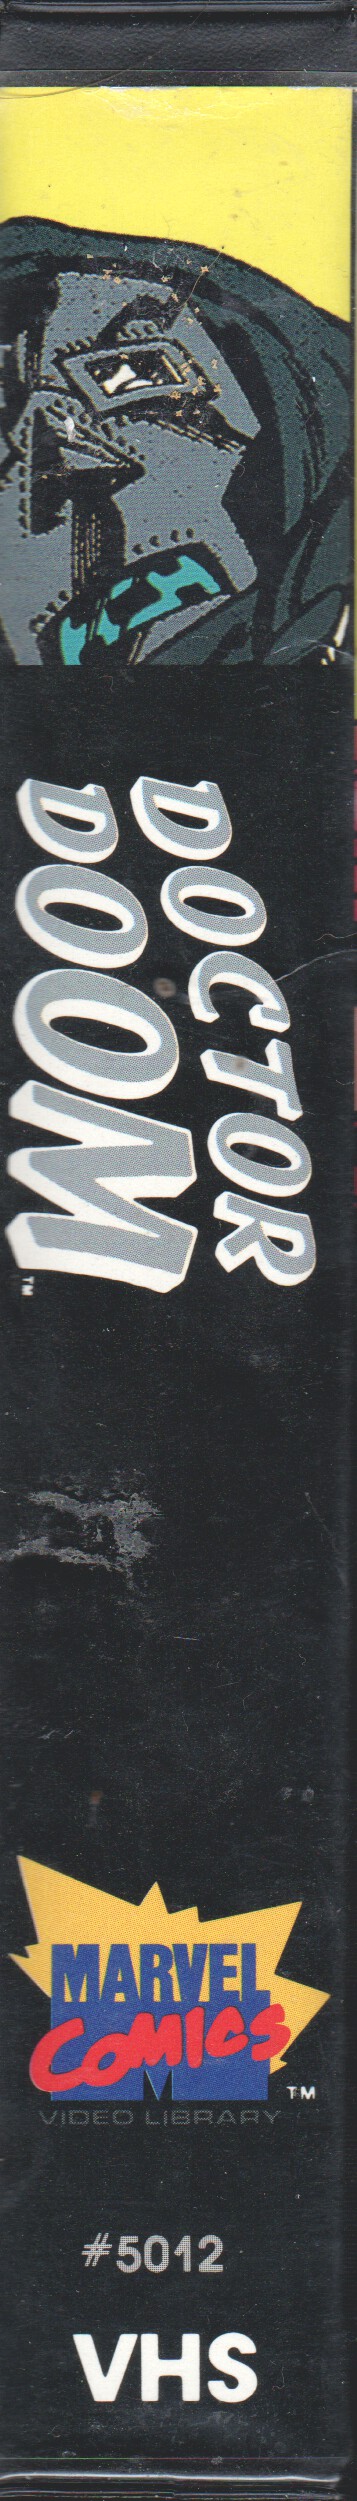 DOCTOR
DOOM
TM
MARVEL
COMICS
TM
VIDEO LIBRARY
#5012
VHS